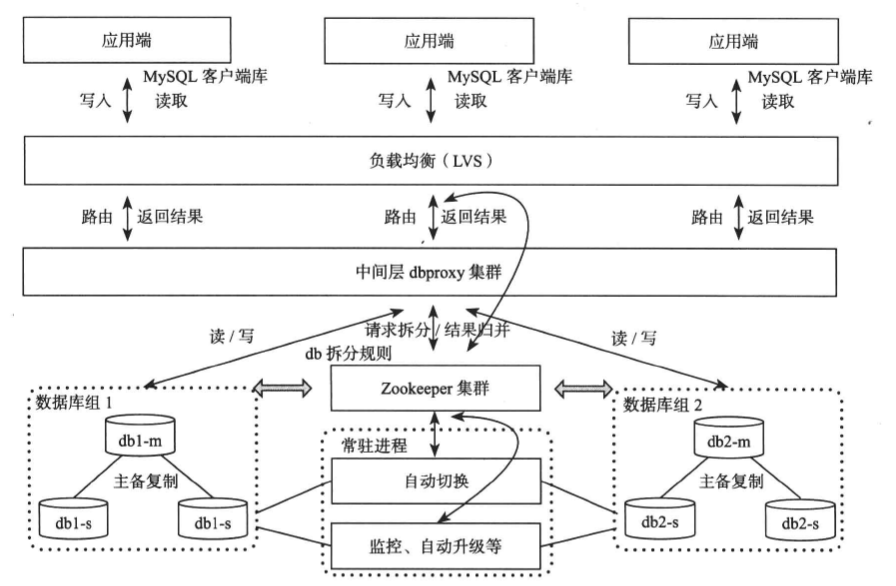 应用端
应用端
应用端
MySQL 客户端库
MySQL 客户端库
MySQL 客户端库
写入
读取
写入
读取
写入
读取
负载均衡（LVS）
路由
返回结果
路由
返回结果
路由
返回结果
中间层 dbproxy 集群
读 / 写
请求拆分 / 结果归并
读 / 写
db 拆分规则
Zookeeper 集群
数据库组 1
数据库组 2
db1-m
主备复制
db1-s
db1-s
常驻进程
自动切换
监控、自动升级等
db2-m
主备复制
db2-s
db2-s